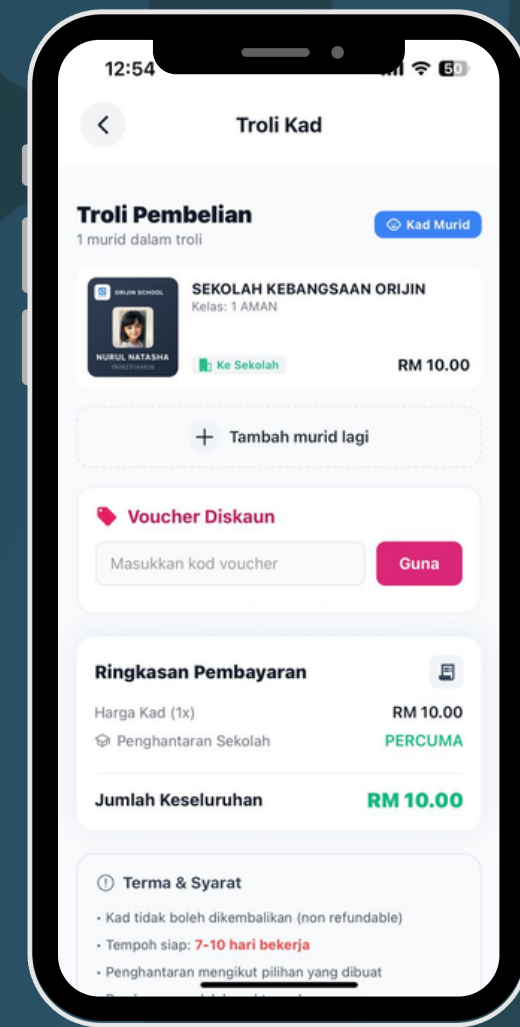 12:54
50
Troli Kad
Troli Pembelian
1 murid dalam troli
Kad Murid
ORIJIN SCHOOL
NURUL NATASHA
SEKOLAH KEBANGSAAN ORIJIN
Kelas: 1 AMAN
Ke Sekolah
RM 10.00
+ Tambah murid lagi
Voucher Diskaun
Masukkan kod voucher
Guna
Ringkasan Pembayaran
Harga Kad (1x)
RM 10.00
Penghantaran Sekolah
PERCUMA
Jumlah Keseluruhan
RM 10.00
Terma & Syarat
• Kad tidak boleh dikembalikan (non refundable)
• Tempoh siap: 7-10 hari bekerja
• Penghantaran mengikut pilihan yang dibuat